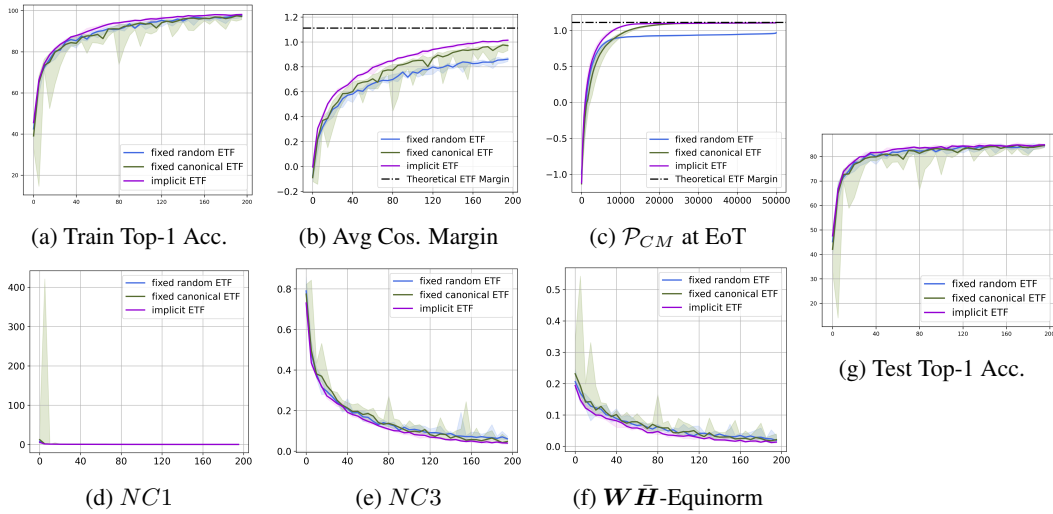 100
80
60
40
20
0
40
80
120
160
200
fixed random ETF
fixed canonical ETF
implicit ETF
(a) Train Top-1 Acc.
1.2
1.0
0.8
0.6
0.4
0.2
0.0
−0.2
0
40
80
120
160
200
fixed random ETF
fixed canonical ETF
implicit ETF
Theoretical ETF Margin
(b) Avg Cos. Margin
1.0
0.5
0.0
−0.5
−1.0
0
10000
20000
30000
40000
50000
fixed random ETF
fixed canonical ETF
implicit ETF
Theoretical ETF Margin
(c) 𝒫CM at EoT
400
300
200
100
0
0
40
80
120
160
200
fixed random ETF
fixed canonical ETF
implicit ETF
(d) NC1
0.8
0.6
0.4
0.2
0.0
0
40
80
120
160
200
fixed random ETF
fixed canonical ETF
implicit ETF
(e) NC3
0.5
0.4
0.3
0.2
0.1
0.0
0
40
80
120
160
200
fixed random ETF
fixed canonical ETF
implicit ETF
(f) WH̄-Equinorm
80
70
60
50
40
30
20
0
40
80
120
160
200
fixed random ETF
fixed canonical ETF
implicit ETF
(g) Test Top-1 Acc.